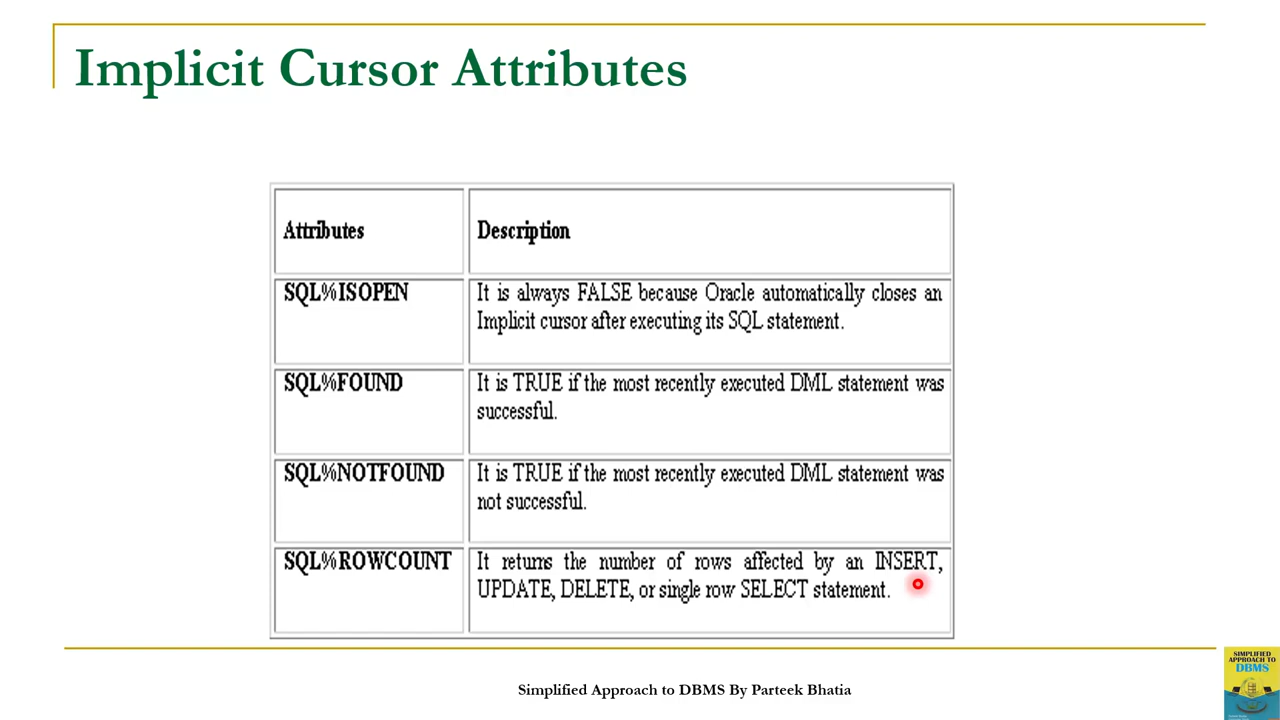 Implicit Cursor Attributes
Attributes
Description
SQL%ISOPEN
It is always FALSE because Oracle automatically closes an
Implicit cursor after executing its SQL statement.
SQL%FOUND
It is TRUE if the most recently executed DML statement was
successful.
SQL%NOTFOUND
It is TRUE if the most recently executed DML statement was
not successful.
SQL%ROWCOUNT
It returns the number of rows affected by an INSERT,
UPDATE, DELETE, or single row SELECT statement.
Simplified Approach to DBMS By Parteek Bhatia
SIMPLIFIED
APPROACH TO
DBMS